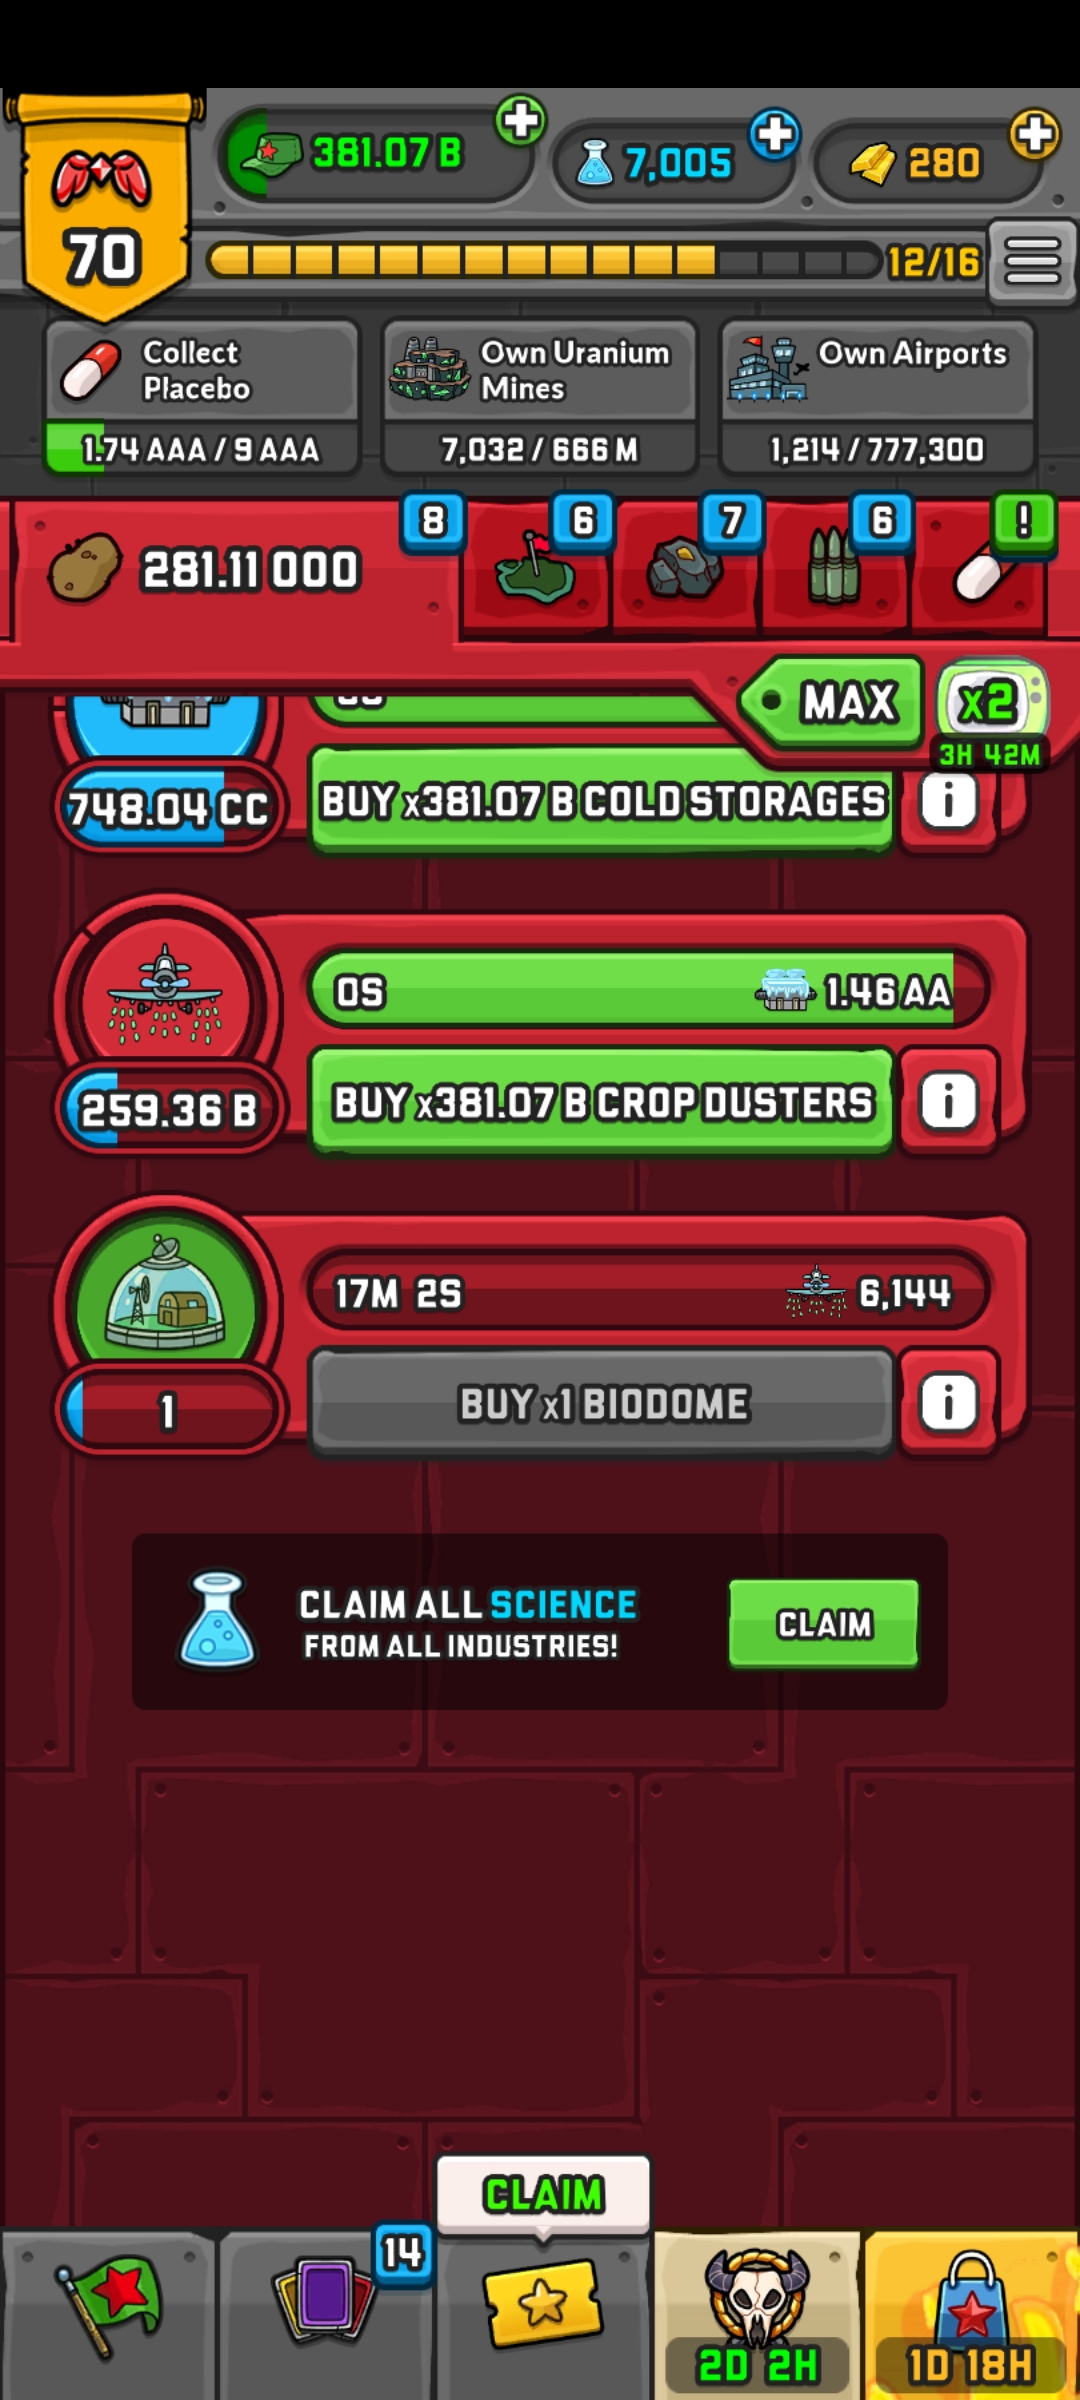 381.07 B
7,005
280
70
12/16
Collect Placebo
1.74 AAA / 9 AAA
Own Uranium Mines
7,032 / 666 M
Own Airports
1,214 / 777,300
281.11 OOO
8
6
7
6
!
MAX
x2
3H 42M
748.04 CC
BUY x381.07 B COLD STORAGES
i
0S
1.46 AA
259.36 B
BUY x381.07 B CROP DUSTERS
i
17M 2S
6,144
1
BUY x1 BIODOME
i
CLAIM ALL SCIENCE
FROM ALL INDUSTRIES!
CLAIM
CLAIM
14
2D 2H
1D 18H